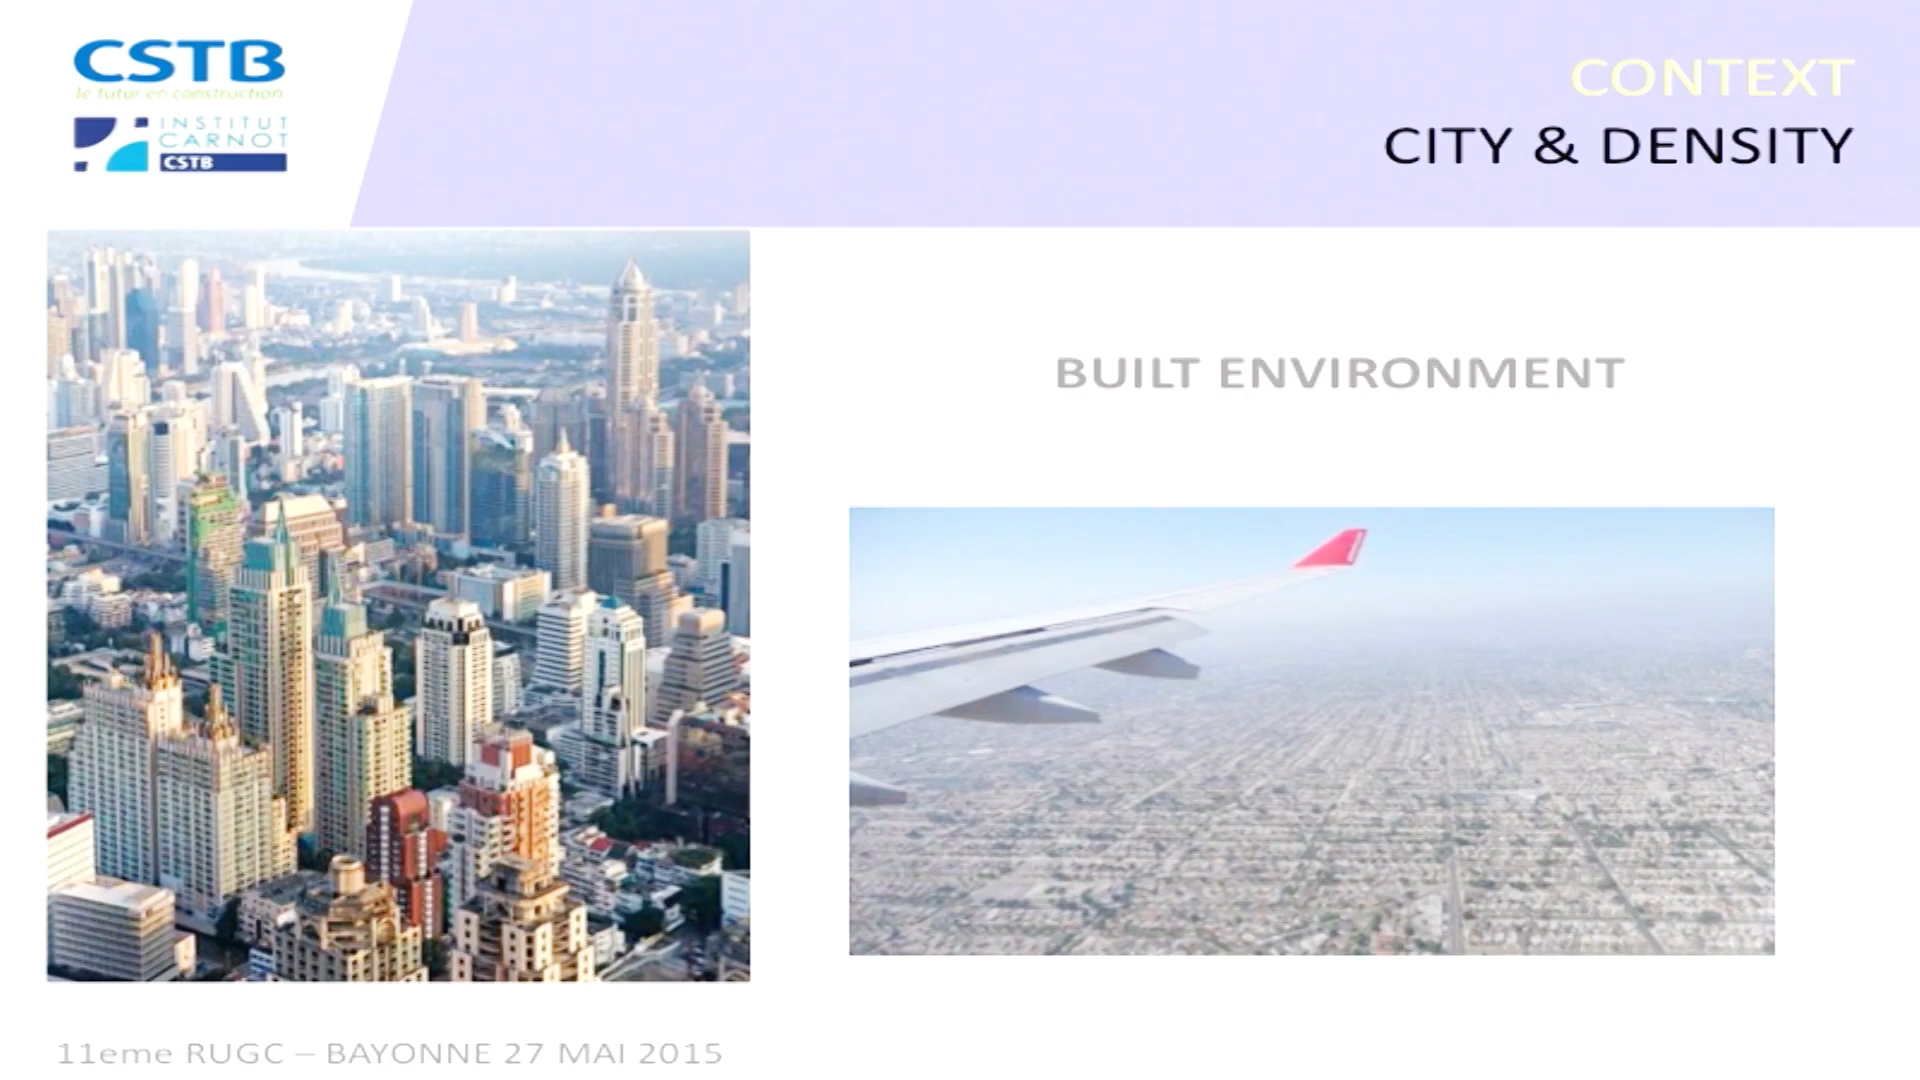 CSTB
le futur en construction
INSTITUT
CARNOT
CSTB
CONTEXT
CITY & DENSITY
BUILT ENVIRONMENT
11eme RUGC – BAYONNE 27 MAI 2015